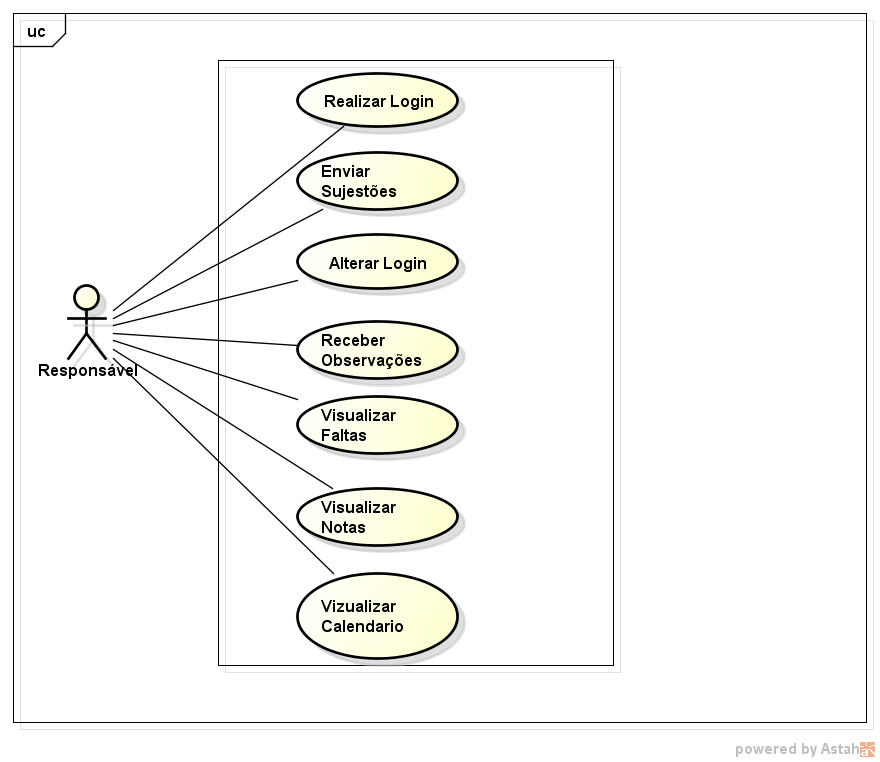 uc
Realizar Login
Enviar
Sujestões
Alterar Login
Receber
Observações
Responsável
Visualizar
Faltas
Visualizar
Notas
Vizualizar
Calendario
powered by Astah